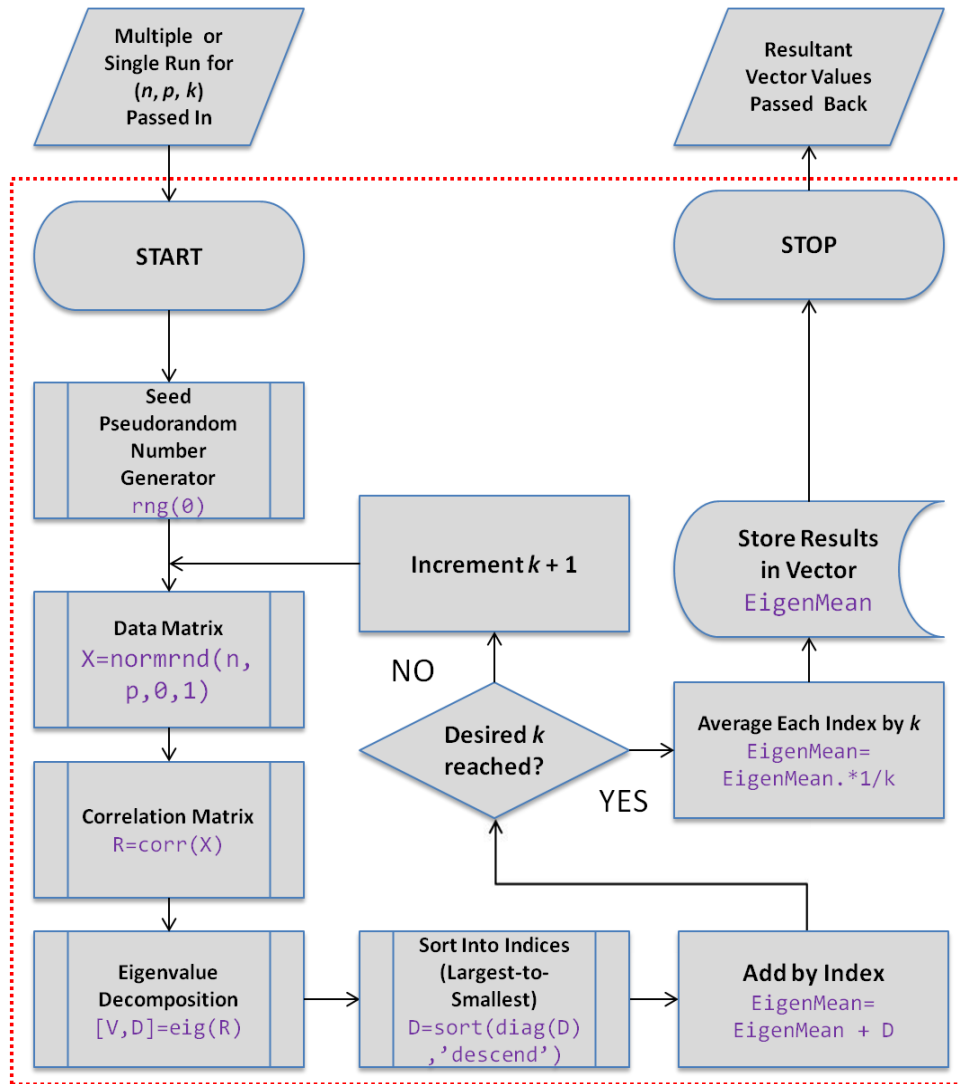 Multiple or
Single Run for
(n, p, k)
Passed In
START
Seed
Pseudorandom
Number
Generator
rng(0)
Data Matrix
X=normrnd(n,
p,0,1)
Correlation Matrix
R=corr(X)
Eigenvalue
Decomposition
[V,D]=eig(R)
Sort Into Indices
(Largest-to-
Smallest)
D=sort(diag(D)
,’descend’)
Add by Index
EigenMean=
EigenMean + D
Desired k
reached?
NO
Increment k + 1
YES
Average Each Index by k
EigenMean=
EigenMean.*1/k
Store Results
in Vector
EigenMean
STOP
Resultant
Vector Values
Passed Back